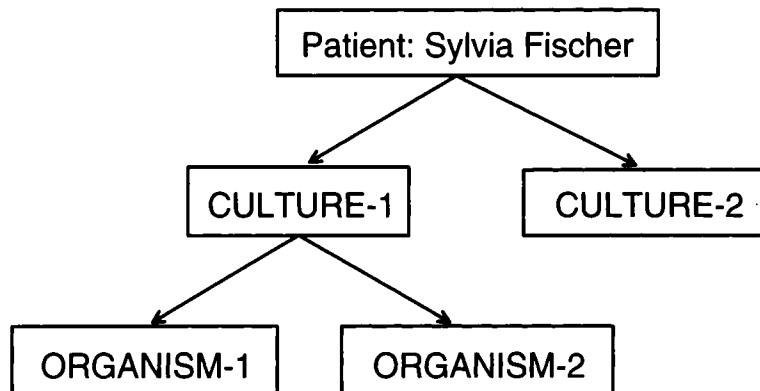 Patient: Sylvia Fischer
CULTURE-1
CULTURE-2
ORGANISM-1
ORGANISM-2